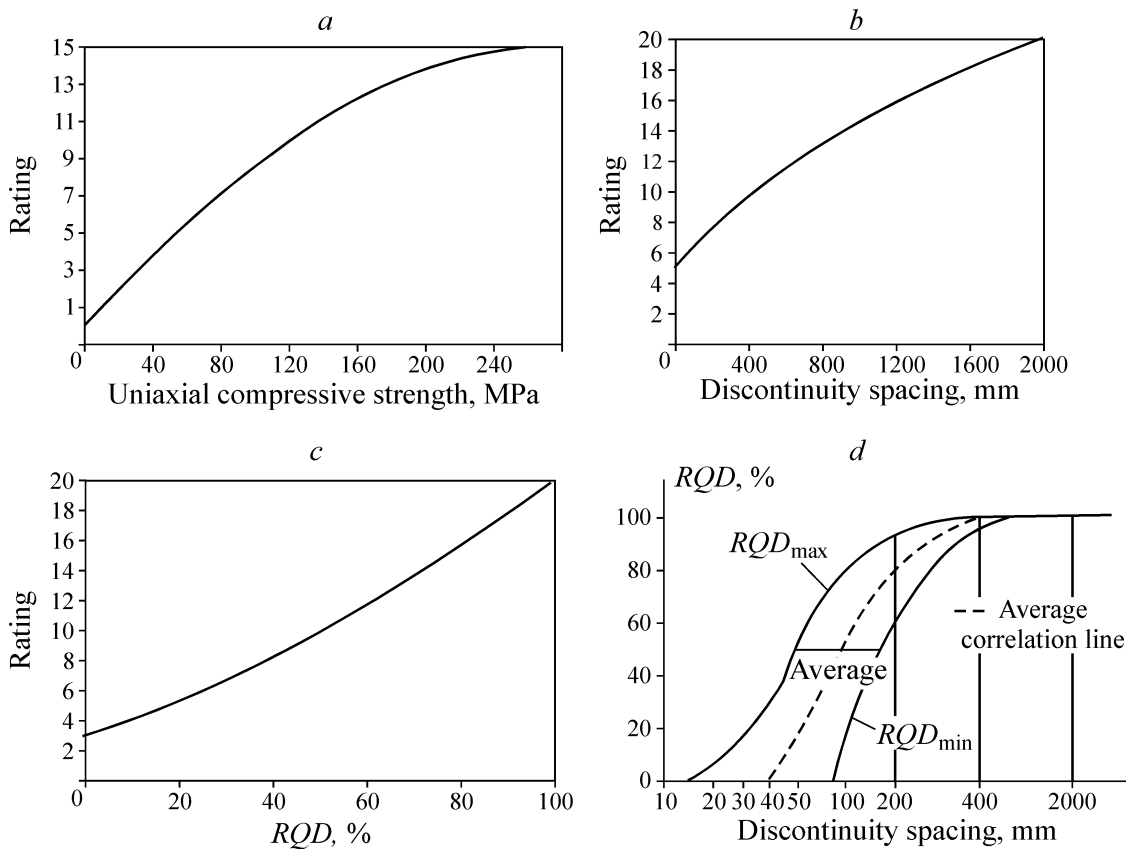 a
15
13
11
9
7
5
3
1
Rating
0 40 80 120 160 200 240
Uniaxial compressive strength, MPa
b
20
18
16
14
12
10
8
6
4
2
Rating
0 400 800 1200 1600 2000
Discontinuity spacing, mm
c
20
18
16
14
12
10
8
6
4
2
Rating
0 20 40 60 80 100
RQD, %
d
RQD, %
100
80
60
40
20
0
RQDmax
Average
correlation line
Average
RQDmin
10 20 30 40 50 100 200 400 2000
Discontinuity spacing, mm